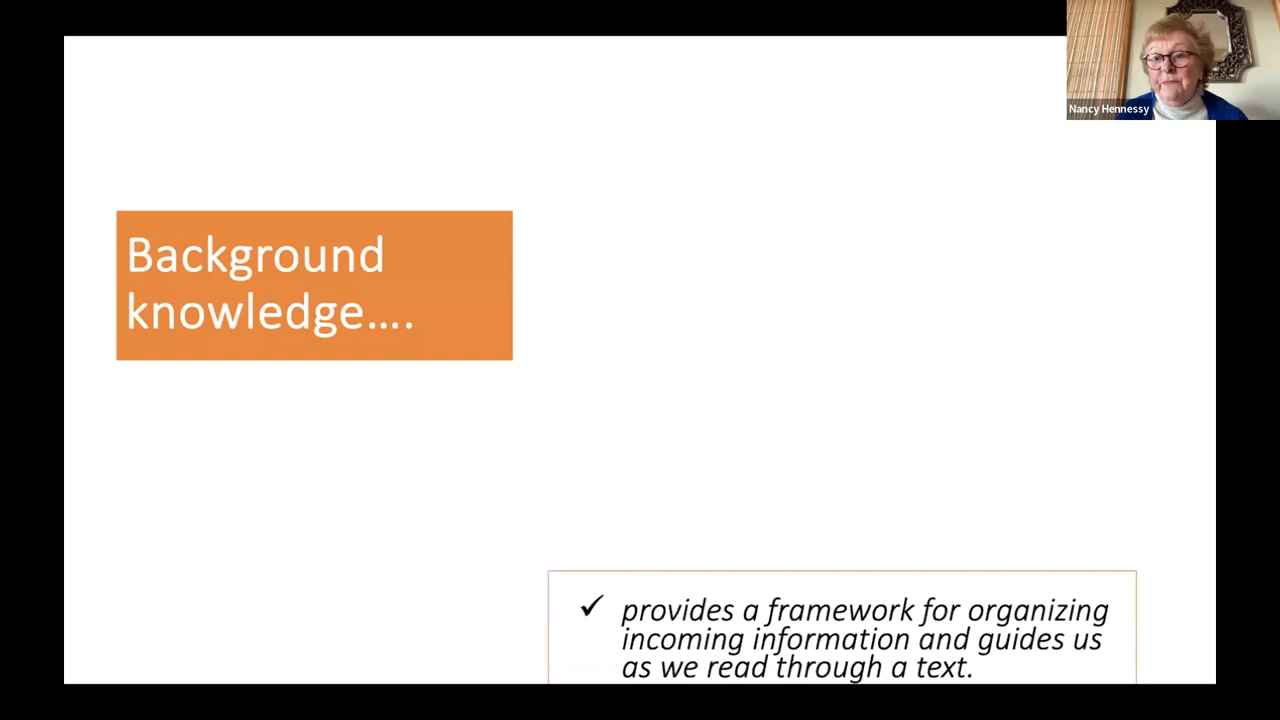 Nancy Hennessy
Background
knowledge....
✓ provides a framework for organizing
incoming information and guides us
as we read through a text.